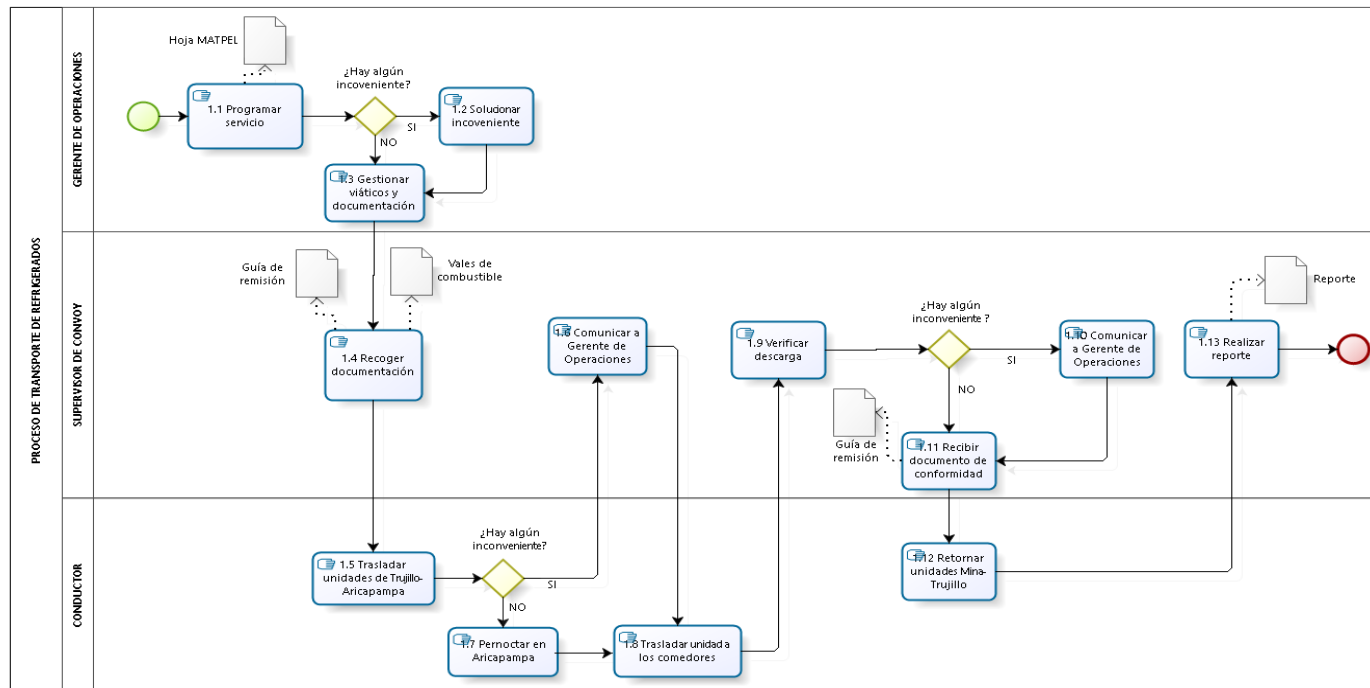 PROCESO DE TRANSPORTE DE REFRIGERADOS
GERENTE DE OPERACIONES
Hoja MATPEL
1.1 Programar
servicio
¿Hay algún
incoveniente?
SI
NO
1.2 Solucionar
incoveniente
1.3 Gestionar
viáticos y
documentación
SUPERVISOR DE CONVOY
Guía de
remisión
Vales de
combustible
1.4 Recoger
documentación
1.6 Comunicar a
Gerente de
Operaciones
1.9 Verificar
descarga
¿Hay algún
inconveniente ?
SI
NO
1.10 Comunicar
a Gerente de
Operaciones
Guía de
remisión
1.11 Recibir
documento de
conformidad
Reporte
1.13 Realizar
reporte
CONDUCTOR
1.5 Trasladar
unidades de Trujillo-
Aricapampa
¿Hay algún
inconveniente?
SI
NO
1.7 Pernoctar en
Aricapampa
1.8 Trasladar unidad a
los comedores
1.12 Retornar
unidades Mina-
Trujillo